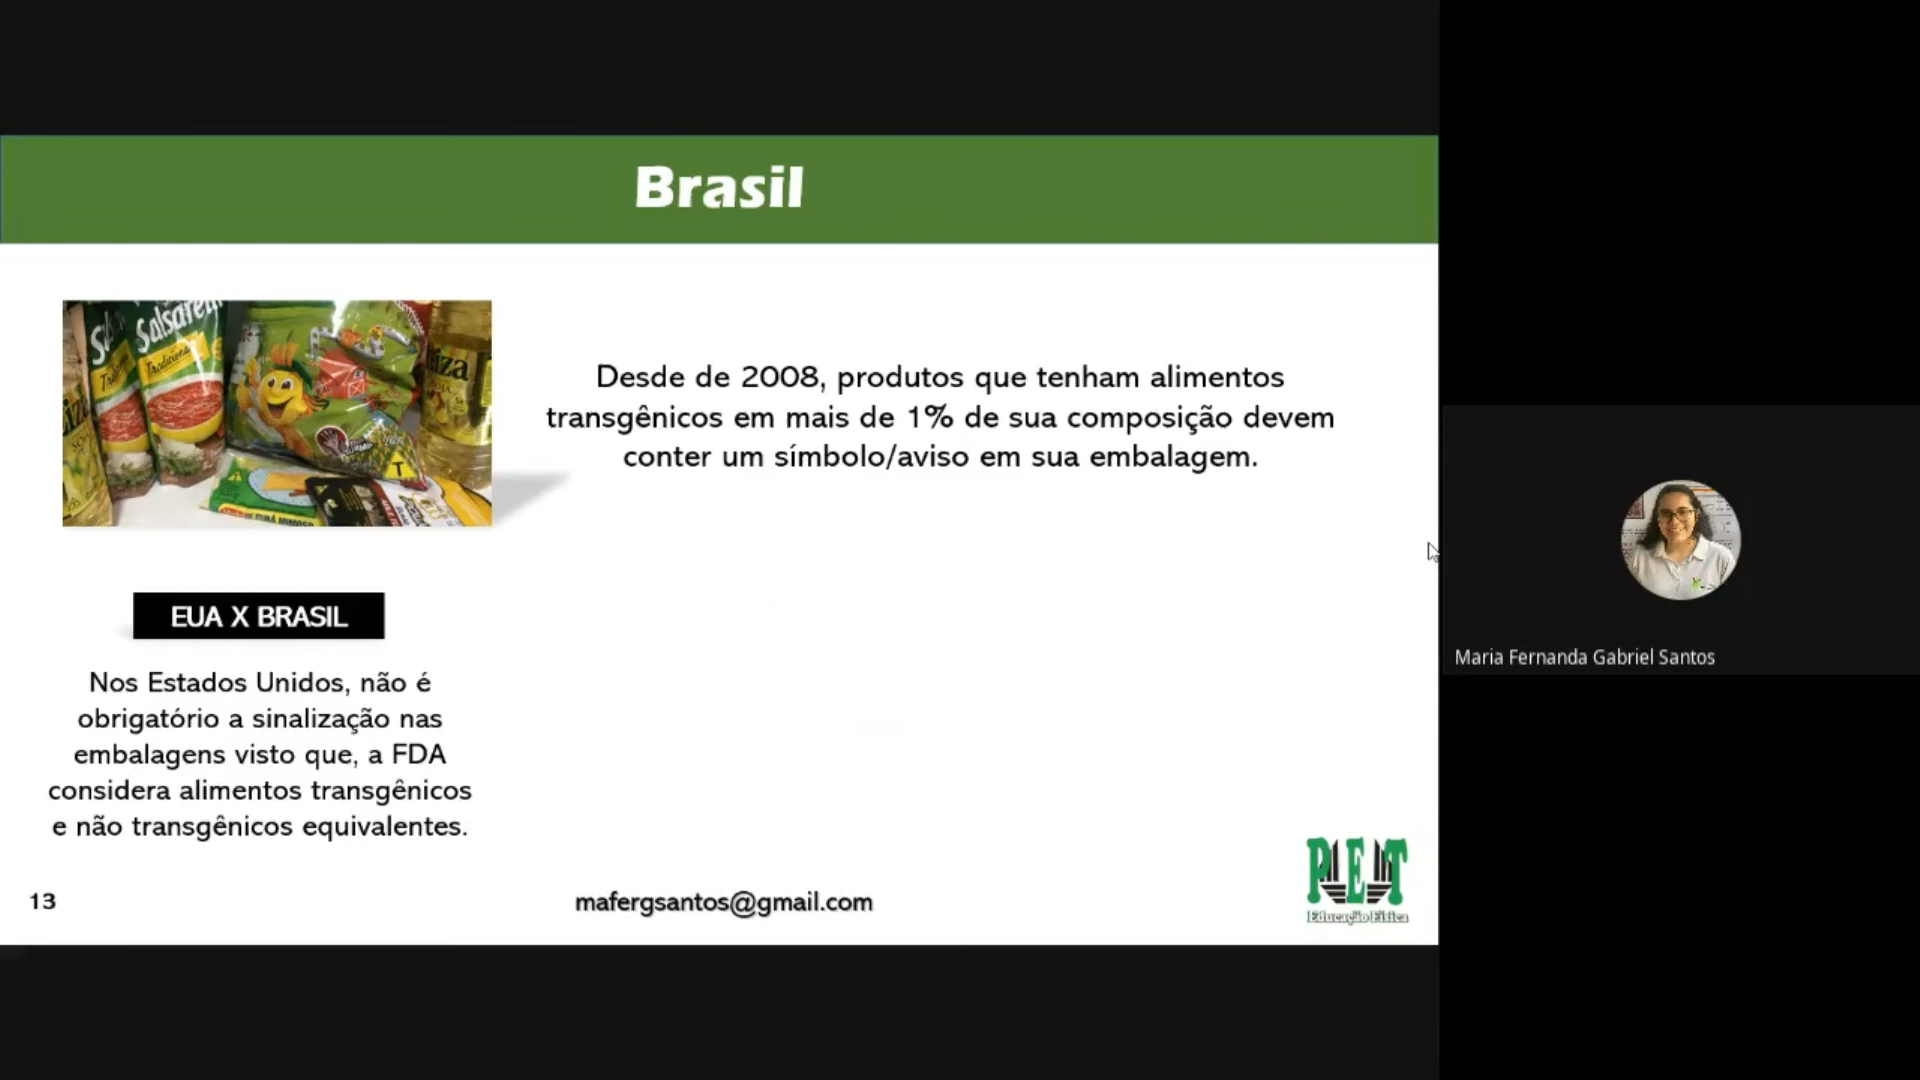 Brasil
Salsaretti
Tradicional
T
Desde de 2008, produtos que tenham alimentos
transgênicos em mais de 1% de sua composição devem
conter um símbolo/aviso em sua embalagem.
EUA X BRASIL
Nos Estados Unidos, não é
obrigatório a sinalização nas
embalagens visto que, a FDA
considera alimentos transgênicos
e não transgênicos equivalentes.
Maria Fernanda Gabriel Santos
13
mafergsantos@gmail.com
PET
Educação Física